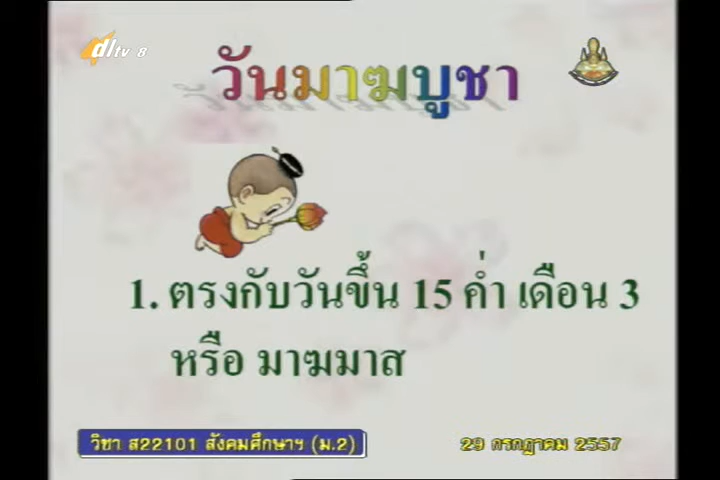 dltv 8
วันมาฆบูชา
1. ตรงกับวันขึ้น 15 ค่ำ เดือน 3
หรือ มาฆมาส
วิชา ส22101 สังคมศึกษาฯ (ม.2)
29 กรกฎาคม 2557